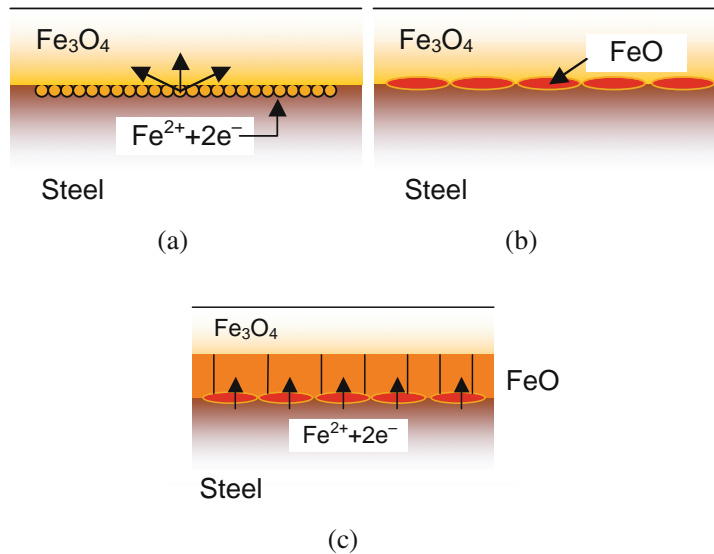 Fe₃O₄
Fe²⁺+2e⁻
Steel
(a)
Fe₃O₄
FeO
Steel
(b)
Fe₃O₄
FeO
Fe²⁺+2e⁻
Steel
(c)